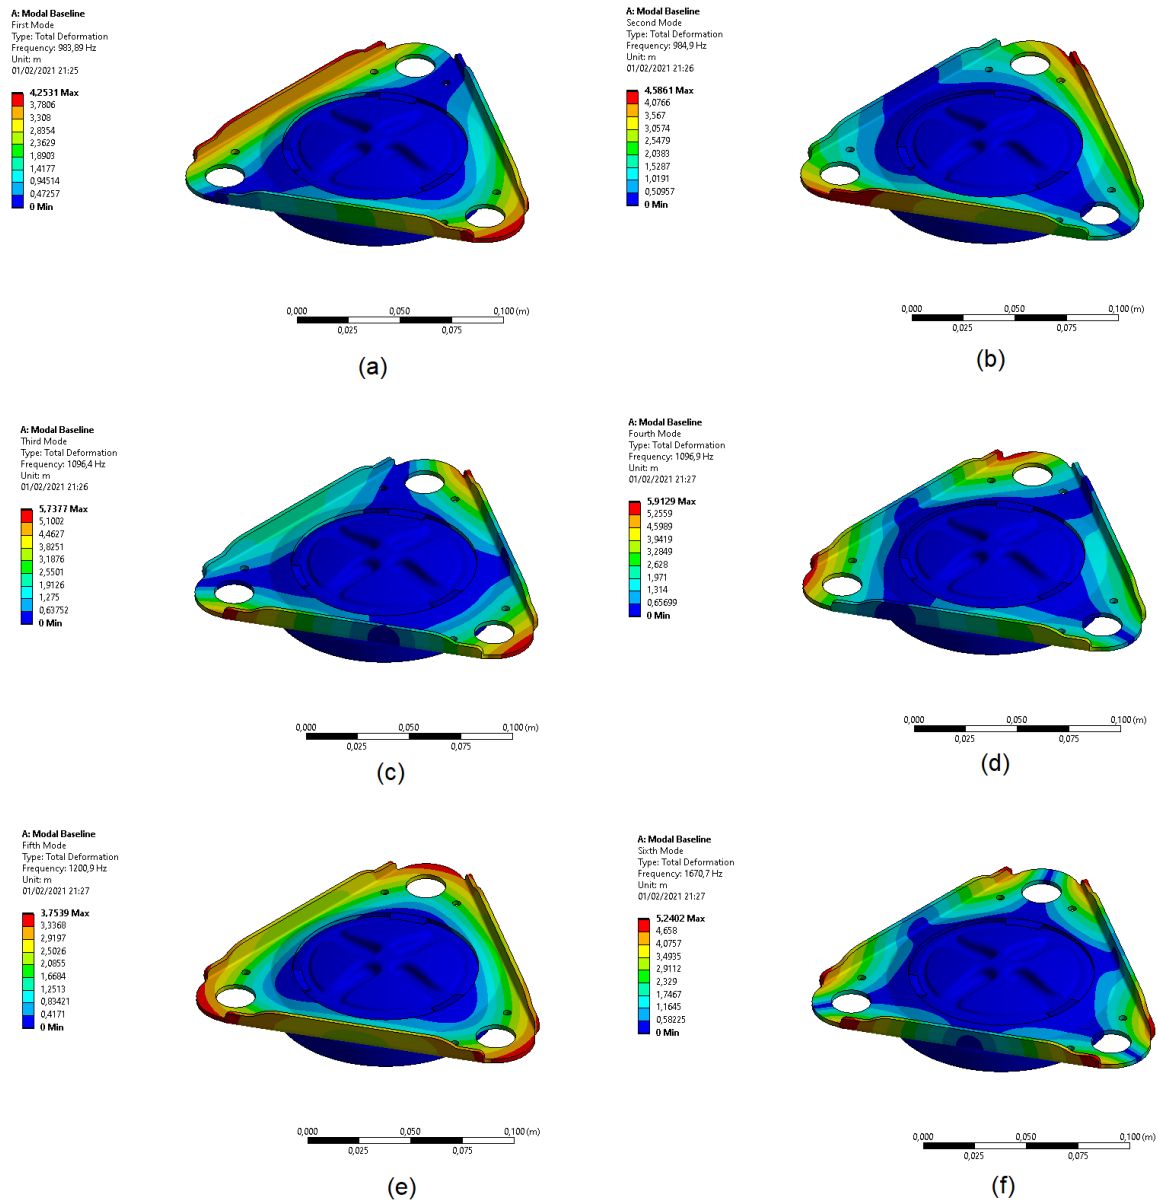 A: Modal Baseline
First Mode
Type: Total Deformation
Frequency: 983,89 Hz
Unit: m
01/02/2021 21:25
4,2531 Max
3,7806
3,308
2,8354
2,3629
1,8903
1,4177
0,94514
0,47257
0 Min
0,000
0,050
0,100 (m)
0,025
0,075
(a)
A: Modal Baseline
Second Mode
Type: Total Deformation
Frequency: 984,9 Hz
Unit: m
01/02/2021 21:26
4,5861 Max
4,0766
3,567
3,0574
2,5479
2,0383
1,5287
1,0191
0,50957
0 Min
0,000
0,050
0,100 (m)
0,025
0,075
(b)
A: Modal Baseline
Third Mode
Type: Total Deformation
Frequency: 1096,4 Hz
Unit: m
01/02/2021 21:26
5,7377 Max
5,1002
4,4627
3,8251
3,1876
2,5501
1,9126
1,275
0,63752
0 Min
0,000
0,050
0,100 (m)
0,025
0,075
(c)
A: Modal Baseline
Fourth Mode
Type: Total Deformation
Frequency: 1096,9 Hz
Unit: m
01/02/2021 21:27
5,9129 Max
5,2559
4,5989
3,9419
3,2849
2,628
1,971
1,314
0,65699
0 Min
0,000
0,050
0,100 (m)
0,025
0,075
(d)
A: Modal Baseline
Fifth Mode
Type: Total Deformation
Frequency: 1200,9 Hz
Unit: m
01/02/2021 21:27
3,7539 Max
3,3368
2,9197
2,5026
2,0855
1,6684
1,2513
0,83421
0,4171
0 Min
0,000
0,050
0,100 (m)
0,025
0,075
(e)
A: Modal Baseline
Sixth Mode
Type: Total Deformation
Frequency: 1670,7 Hz
Unit: m
01/02/2021 21:27
5,2402 Max
4,658
4,0757
3,4935
2,9112
2,329
1,7467
1,1645
0,58225
0 Min
0,000
0,050
0,100 (m)
0,025
0,075
(f)